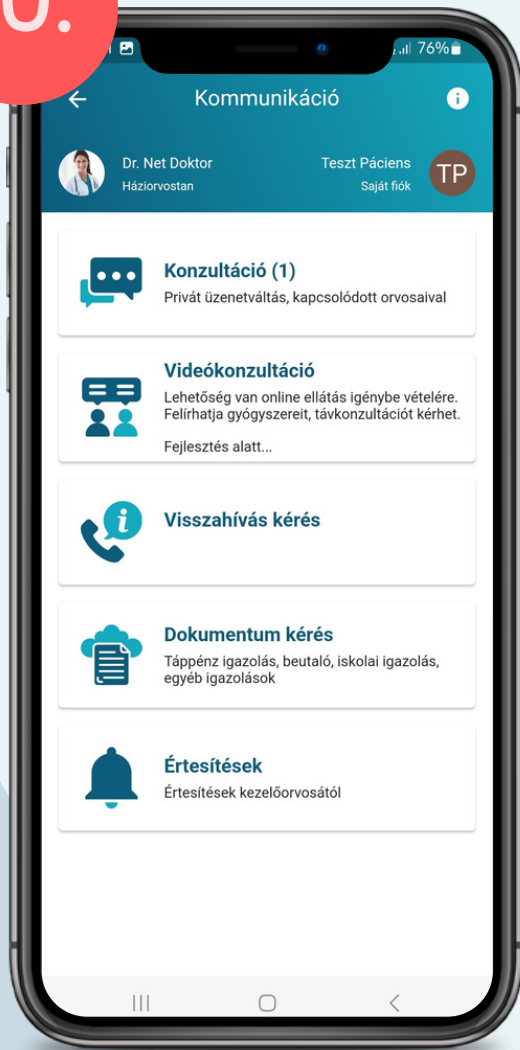 0.
76%
Kommunikáció
Dr. Net Doktor
Háziorvostan
Teszt Páciens
Saját fiók
TP
Konzultáció (1)
Privát üzenetváltás, kapcsolódott orvosaival
Videókonzultáció
Lehetőség van online ellátás igénybe vételére.
Felírhatja gyógyszereit, távkonzultációt kérhet.
Fejlesztés alatt...
i
Visszahívás kérés
Dokumentum kérés
Táppénz igazolás, beutaló, iskolai igazolás,
egyéb igazolások
Értesítések
Értesítések kezelőorvosától